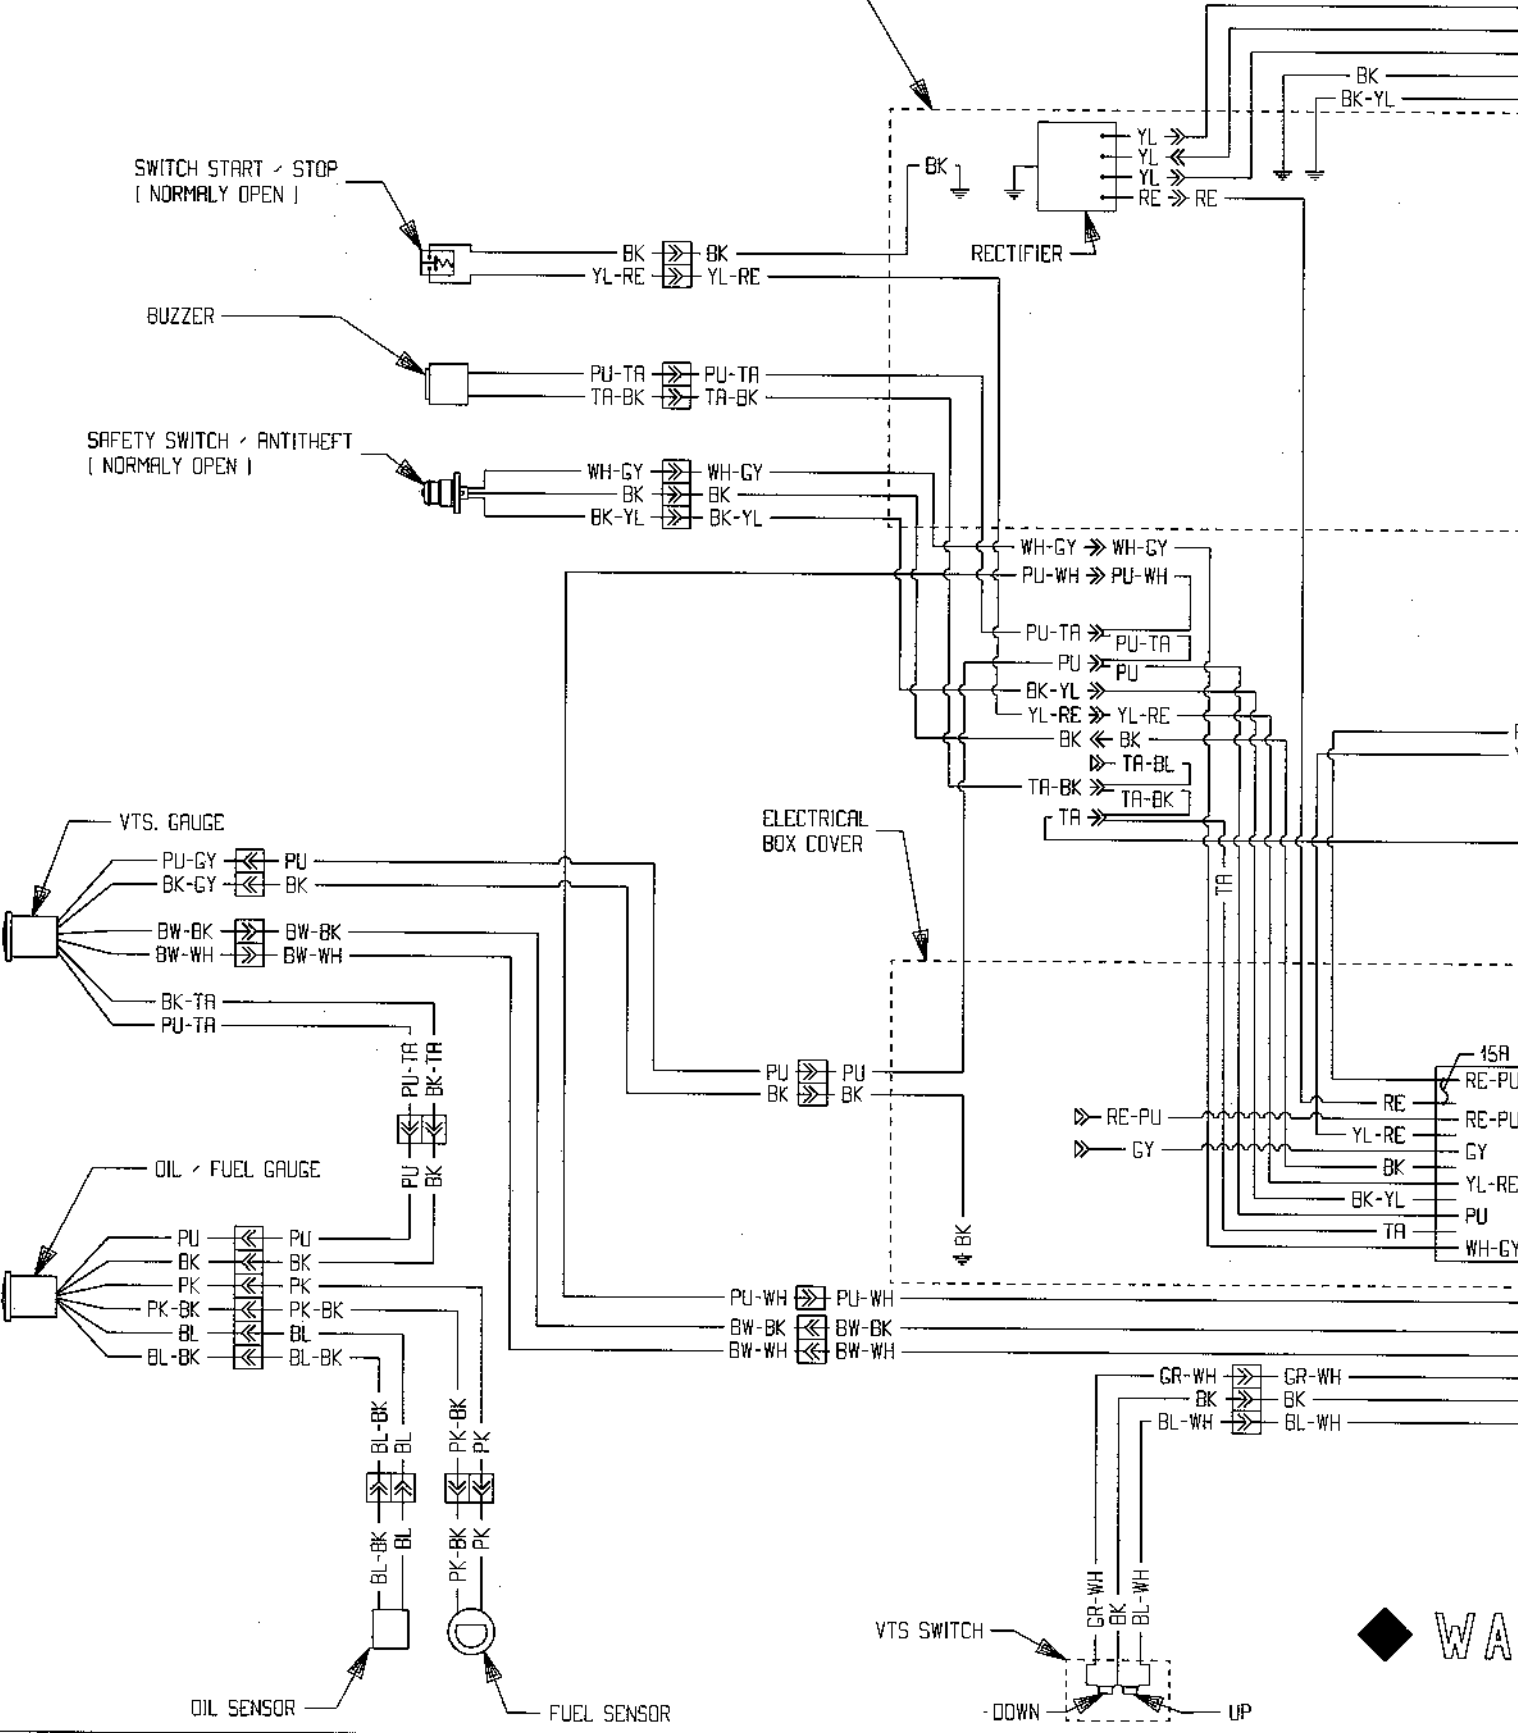 BK
BK-YL
YL
YL
YL
RE RE
RECTIFIER
BK
SWITCH START / STOP
[ NORMALY OPEN ]
BK BK
YL-RE YL-RE
BUZZER
PU-TA PU-TA
TA-BK TA-BK
SAFETY SWITCH / ANTITHEFT
[ NORMALY OPEN ]
WH-GY WH-GY
BK BK
BK-YL BK-YL
WH-GY WH-GY
PU-WH PU-WH
PU-TA PU-TA
PU PU
BK-YL
YL-RE YL-RE
BK BK
TA-BL
TA-BK TA-BK
TA
TA
ELECTRICAL
BOX COVER
VTS. GAUGE
PU-GY PU
BK-GY BK
BW-BK BW-BK
BW-WH BW-WH
BK-TA
PU-TA
PU-TA BK-TA
PU BK
PU PU
BK BK
BK
15A
RE-PU
RE
RE-PU RE-PU
YL-RE
GY GY
BK
YL-RE
BK-YL
PU
TA
WH-GY
OIL / FUEL GAUGE
PU PU
BK BK
PK PK
PK-BK PK-BK
BL BL
BL-BK BL-BK
PU-WH PU-WH
BW-BK BW-BK
BW-WH BW-WH
GR-WH GR-WH
BK BK
BL-WH BL-WH
BL-BK BL PK-BK PK
BL-BK BL PK-BK PK
GR-WH BK BL-WH
OIL SENSOR
FUEL SENSOR
VTS SWITCH
DOWN
UP
WA